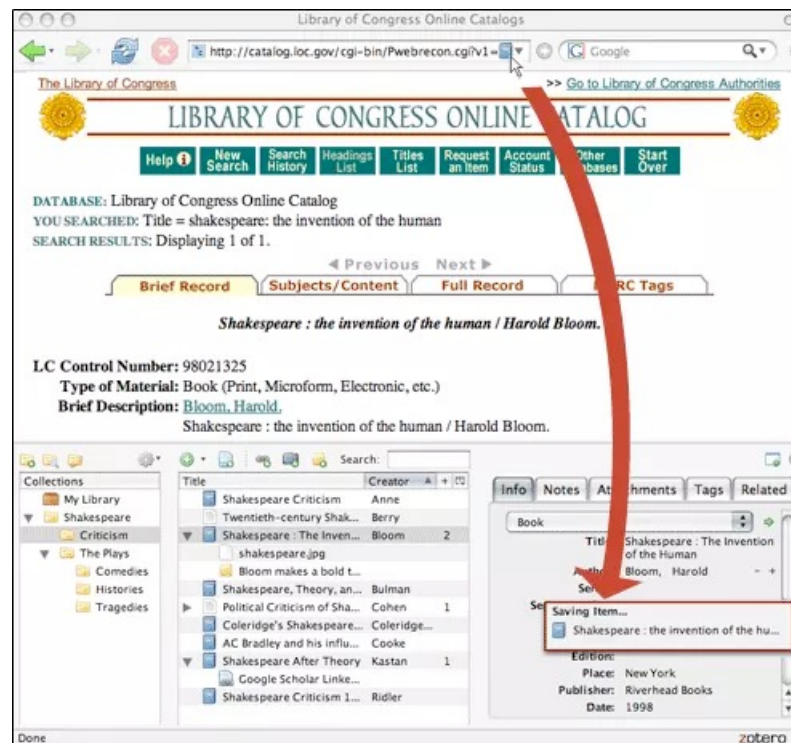 Library of Congress Online Catalogs
http://catalog.loc.gov/cgi-bin/Pwebrecon.cgi?v1=
Google
The Library of Congress
>> Go to Library of Congress Authorities
LIBRARY OF CONGRESS ONLINE CATALOG
Help
New Search
Search History
Headings List
Titles List
Request an Item
Account Status
Start Over
DATABASE: Library of Congress Online Catalog
YOU SEARCHED: Title = shakespeare: the invention of the human
SEARCH RESULTS: Displaying 1 of 1.
Previous Next
Brief Record Subjects/Content Full Record Tags
Shakespeare : the invention of the human / Harold Bloom.
LC Control Number: 98021325
Type of Material: Book (Print, Microform, Electronic, etc.)
Brief Description: Bloom, Harold.
Shakespeare : the invention of the human / Harold Bloom.
Search:
Collections
My Library
Shakespeare
Criticism
The Plays
Comedies
Histories
Tragedies
Title Creator +
Shakespeare Criticism Anne
Twentieth-century Shak... Berry
Shakespeare : The Inven... Bloom 2
shakespeare.jpg
Bloom makes a bold t...
Shakespeare, Theory, an... Bulman
Political Criticism of Sha... Cohen 1
Coleridge's Shakespeare... Coleridge...
AC Bradley and his influ... Cooke
Shakespeare After Theory Kastan 1
Google Scholar Linke...
Shakespeare Criticism 1... Ridler
Info Notes Tags Related
Book
Shakespeare : The Invention
of the Human
Bloom, Harold - +
Saving Item...
Shakespeare : the invention of the hu...
Edition:
Place: New York
Publisher: Riverhead Books
Date: 1998
Done
zotero